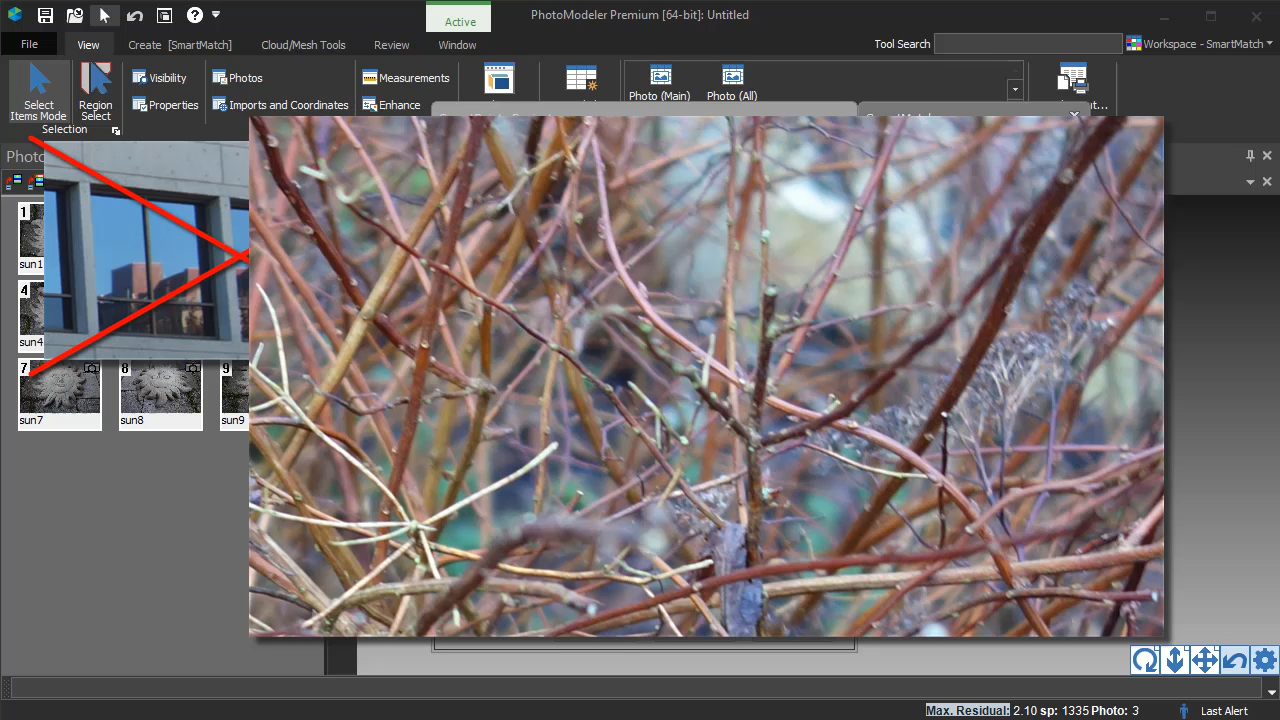 PhotoModeler Premium [64-bit]: Untitled
Active
File
View
Create [SmartMatch]
Cloud/Mesh Tools
Review
Window
Tool Search
Workspace - SmartMatch
Visibility
Photos
Measurements
Select
Items Mode
Region
Select
Properties
Imports and Coordinates
Enhance
Photo (Main)
Photo (All)
Selection
Photo
1
sun1
4
sun4
7
8
9
sun7
sun8
sun9
Max. Residual: 2.10 sp: 1335 Photo: 3
Last Alert